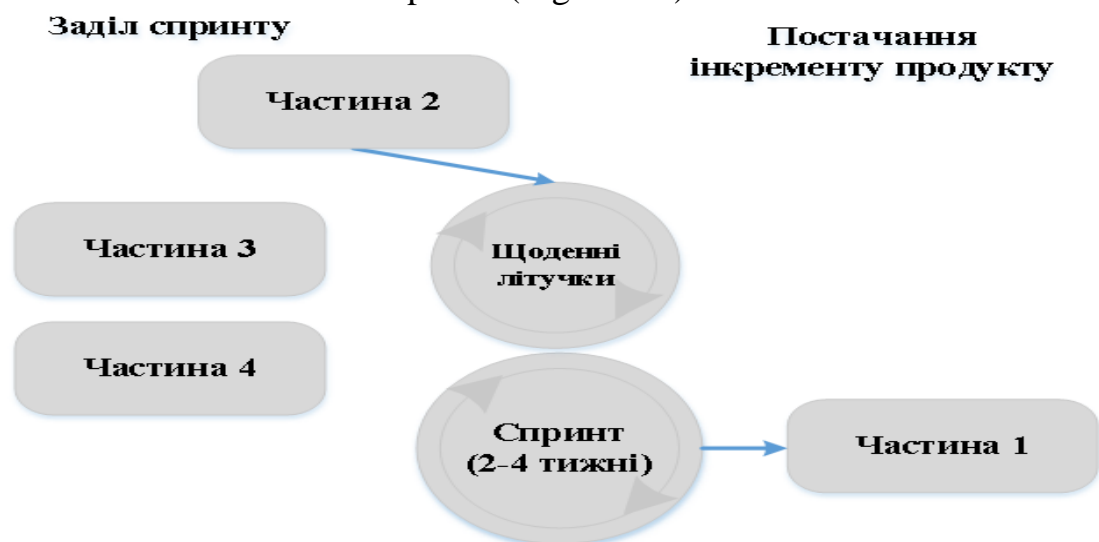 Заділ спринту
Постачання
інкременту продукту
Частина 2
Частина 3
Щоденні
літучки
Частина 4
Спринт
(2-4 тижні)
Частина 1